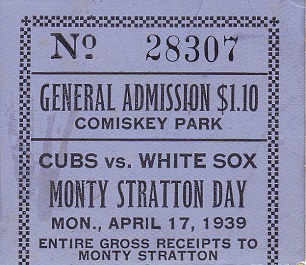 Nº 28307
GENERAL ADMISSION $1.10
COMISKEY PARK
CUBS vs. WHITE SOX
MONTY STRATTON DAY
MON., APRIL 17, 1939
ENTIRE GROSS RECEIPTS TO
MONTY STRATTON